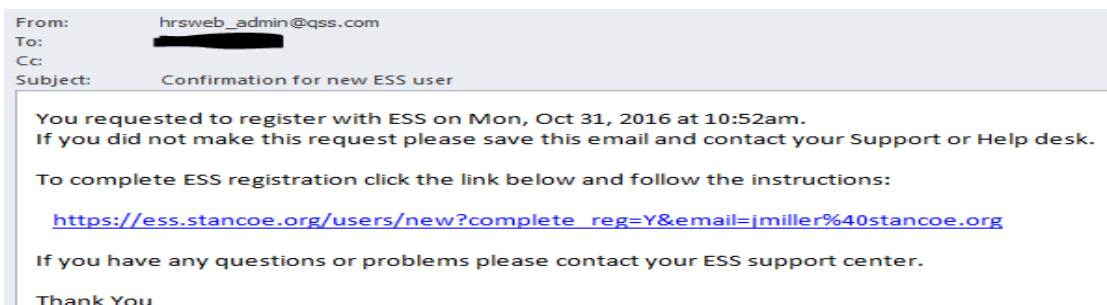 From: hrsweb_admin@qss.com
To:
Cc:
Subject: Confirmation for new ESS user
You requested to register with ESS on Mon, Oct 31, 2016 at 10:52am.
If you did not make this request please save this email and contact your Support or Help desk.
To complete ESS registration click the link below and follow the instructions:
https://ess.stancoe.org/users/new?complete_reg=Y&email=jmiller%40stancoe.org
If you have any questions or problems please contact your ESS support center.
Thank You